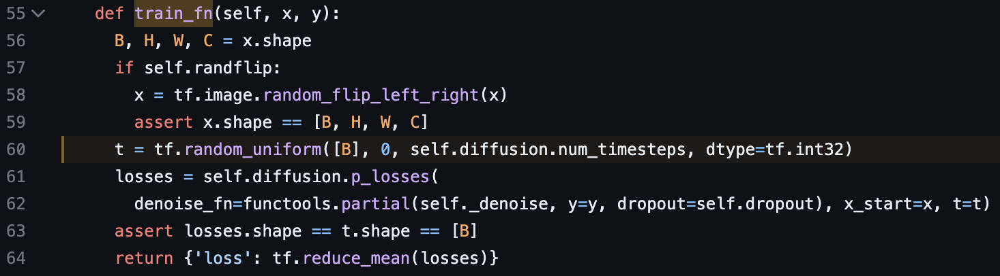 55 def train_fn(self, x, y):
56 B, H, W, C = x.shape
57 if self.randflip:
58 x = tf.image.random_flip_left_right(x)
59 assert x.shape == [B, H, W, C]
60 t = tf.random_uniform([B], 0, self.diffusion.num_timesteps, dtype=tf.int32)
61 losses = self.diffusion.p_losses(
62 denoise_fn=functools.partial(self._denoise, y=y, dropout=self.dropout), x_start=x, t=t)
63 assert losses.shape == t.shape == [B]
64 return {'loss': tf.reduce_mean(losses)}